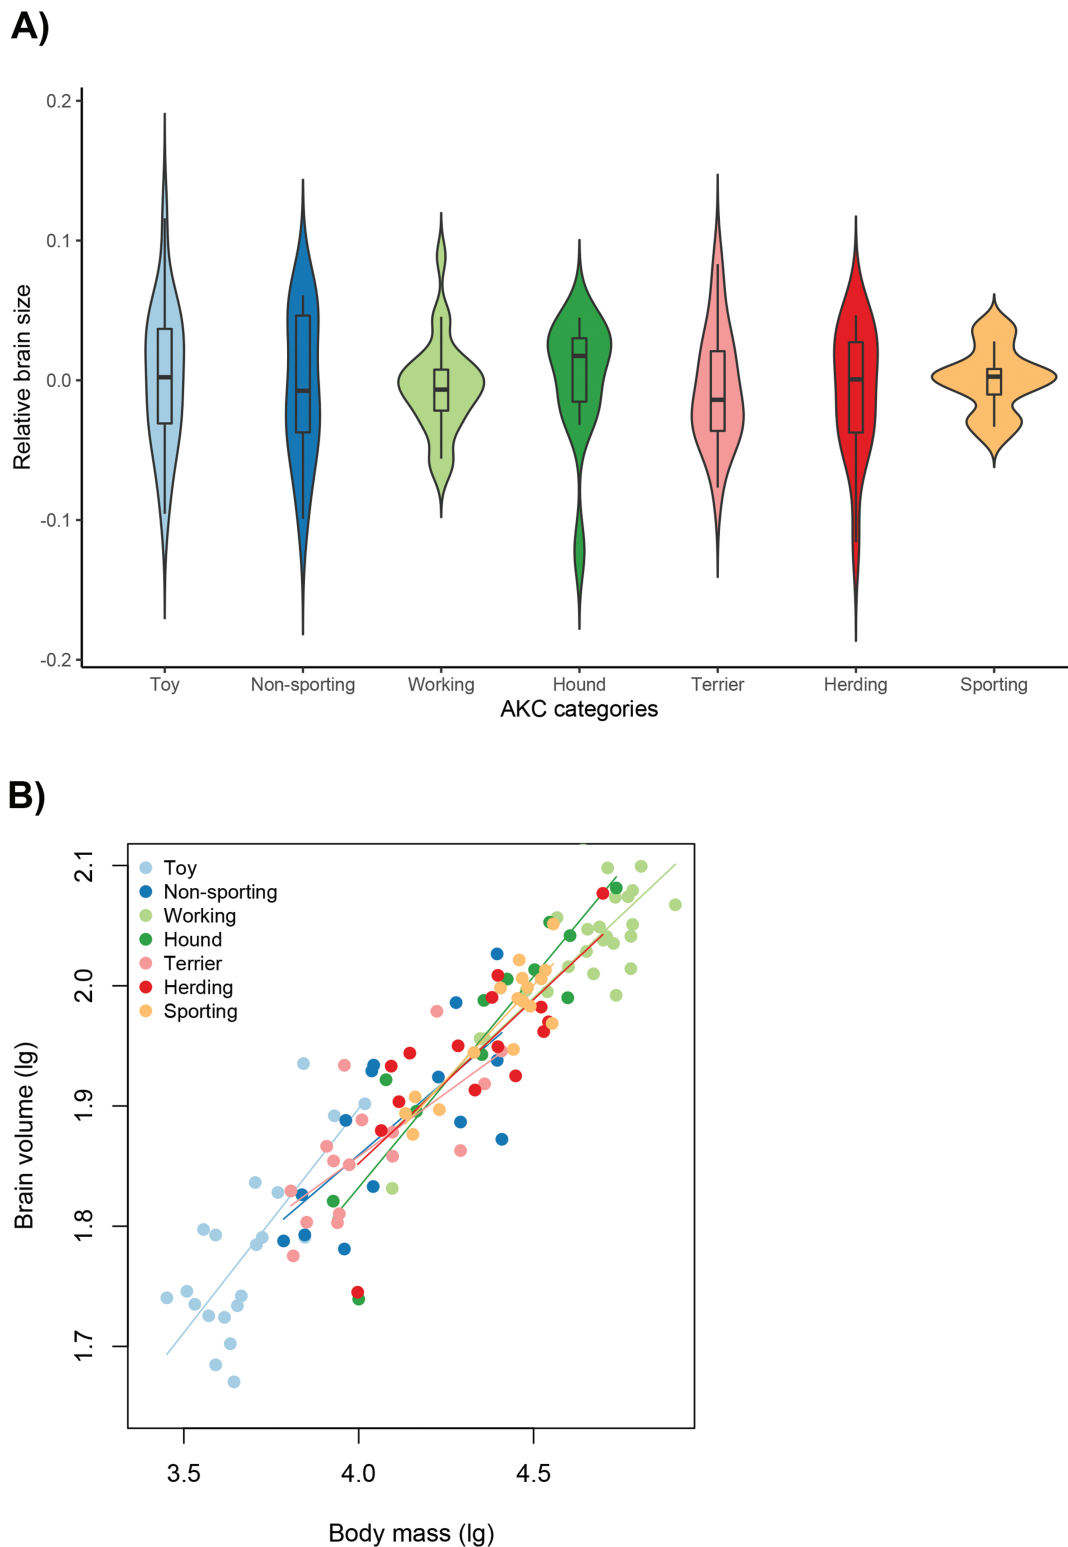 A)
Relative brain size
0.2
0.1
0.0
-0.1
-0.2
Toy Non-sporting Working Hound Terrier Herding Sporting
AKC categories
B)
Brain volume (lg)
2.1
2.0
1.9
1.8
1.7
Toy
Non-sporting
Working
Hound
Terrier
Herding
Sporting
3.5 4.0 4.5
Body mass (lg)